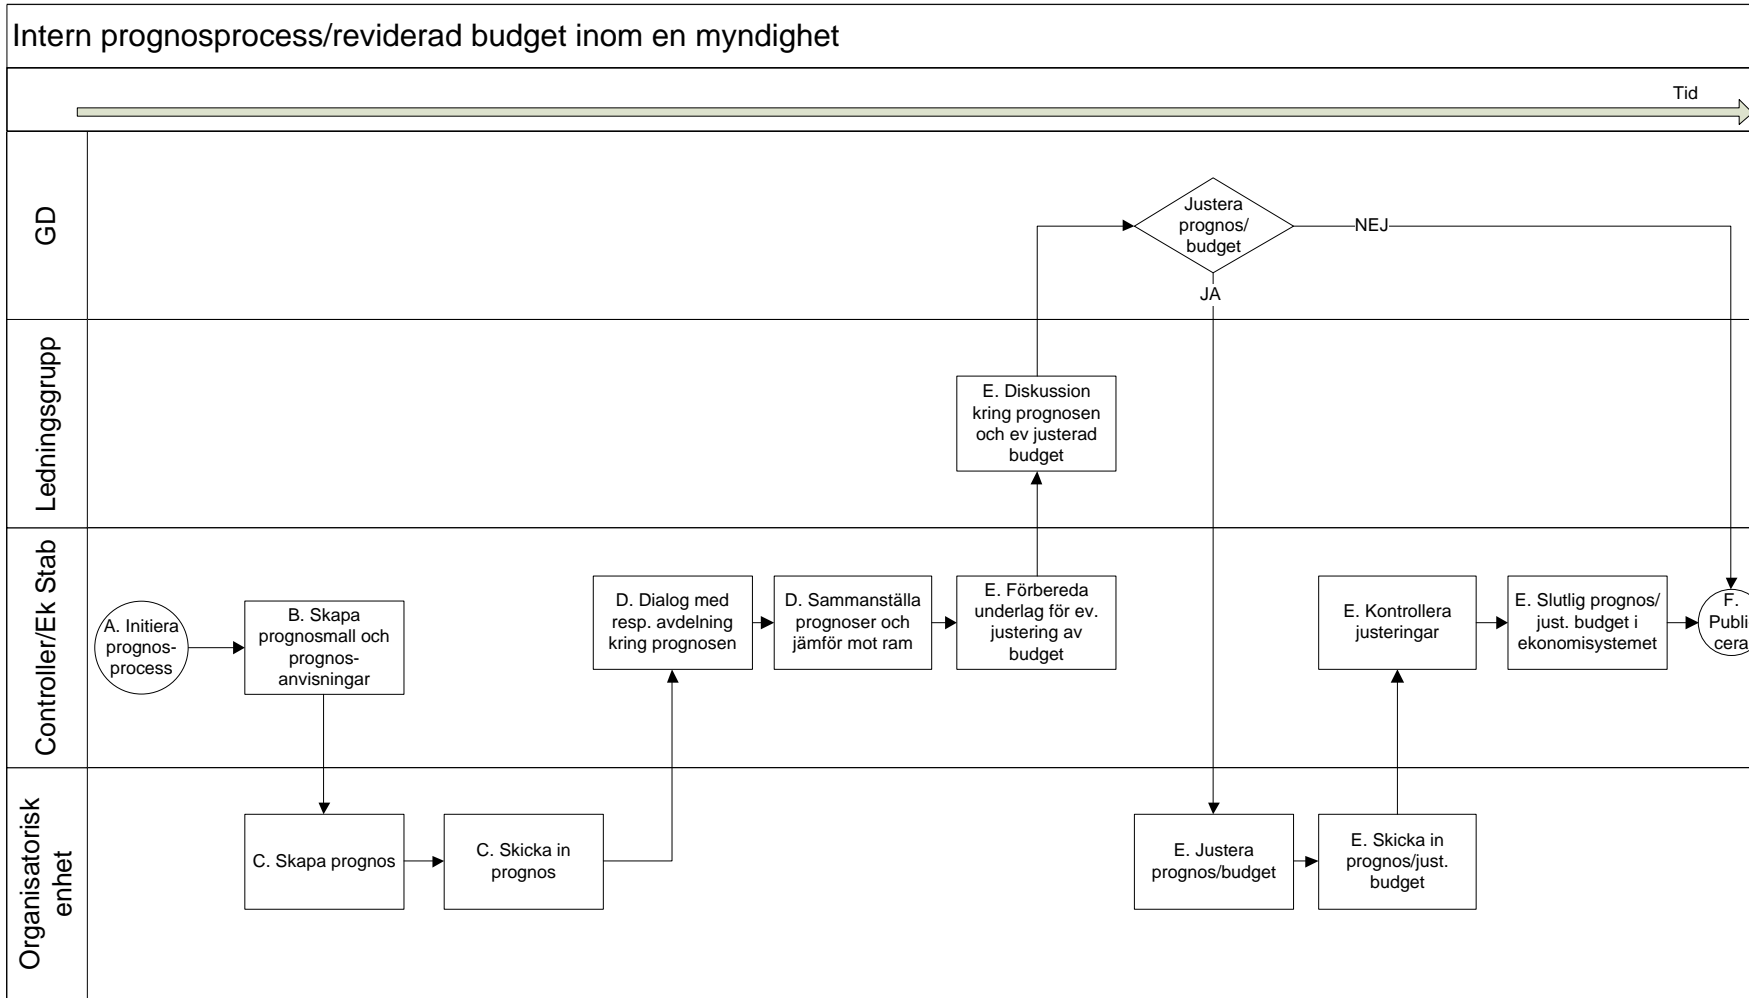 Intern prognosprocess/reviderad budget inom en myndighet
Tid
GD
Justera
prognos/
budget
NEJ
JA
Ledningsgrupp
E. Diskussion
kring prognosen
och ev justerad
budget
Controller/Ek Stab
A. Initiera
prognos-
process
B. Skapa
prognosmall och
prognos-
anvisningar
D. Dialog med
resp. avdelning
kring prognosen
D. Sammanställa
prognoser och
jämför mot ram
E. Förbereda
underlag för ev.
justering av
budget
E. Kontrollera
justeringar
E. Slutlig prognos/
just. budget i
ekonomisystemet
F.
Publi
cera
Organisatorisk
enhet
C. Skapa prognos
C. Skicka in
prognos
E. Justera
prognos/budget
E. Skicka in
prognos/just.
budget